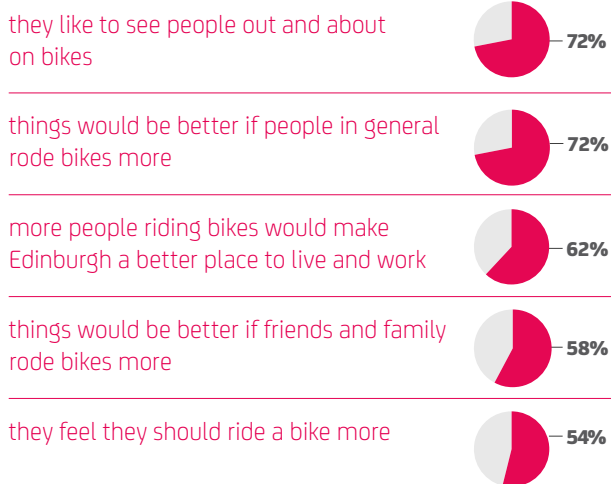 they like to see people out and about
on bikes
72%
things would be better if people in general
rode bikes more
72%
more people riding bikes would make
Edinburgh a better place to live and work
62%
things would be better if friends and family
rode bikes more
58%
they feel they should ride a bike more
54%